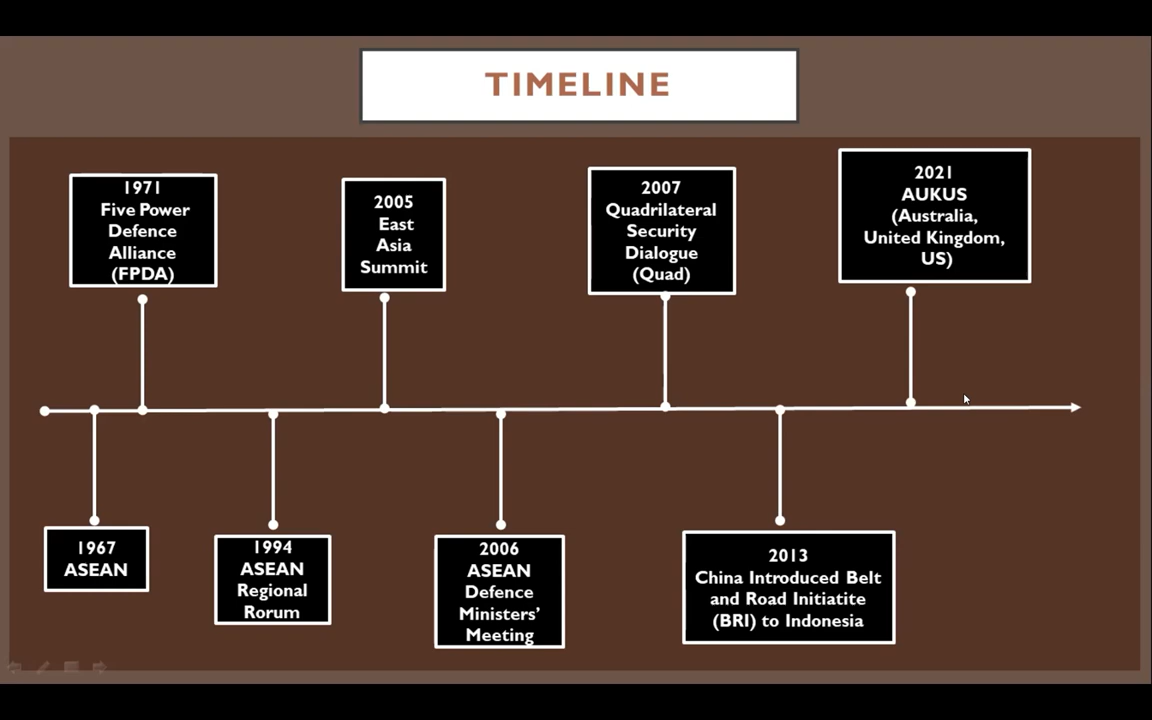 TIMELINE
1971
Five Power
Defence
Alliance
(FPDA)
2005
East
Asia
Summit
2007
Quadrilateral
Security
Dialogue
(Quad)
2021
AUKUS
(Australia,
United Kingdom,
US)
1967
ASEAN
1994
ASEAN
Regional
Rorum
2006
ASEAN
Defence
Ministers’
Meeting
2013
China Introduced Belt
and Road Initiatite
(BRI) to Indonesia